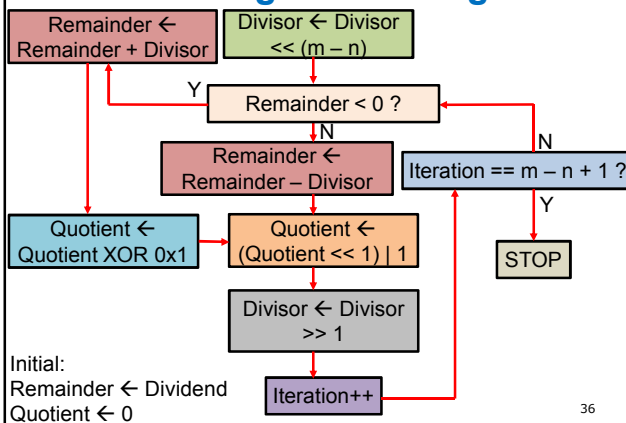 Remainder ←
Remainder + Divisor
Divisor ← Divisor
<< (m – n)
Y
Remainder < 0 ?
N
Remainder ←
Remainder – Divisor
N
Iteration == m – n + 1 ?
Y
Quotient ←
Quotient XOR 0x1
Quotient ←
(Quotient << 1) | 1
STOP
Divisor ← Divisor
>> 1
Initial:
Remainder ← Dividend
Quotient ← 0
Iteration++
36